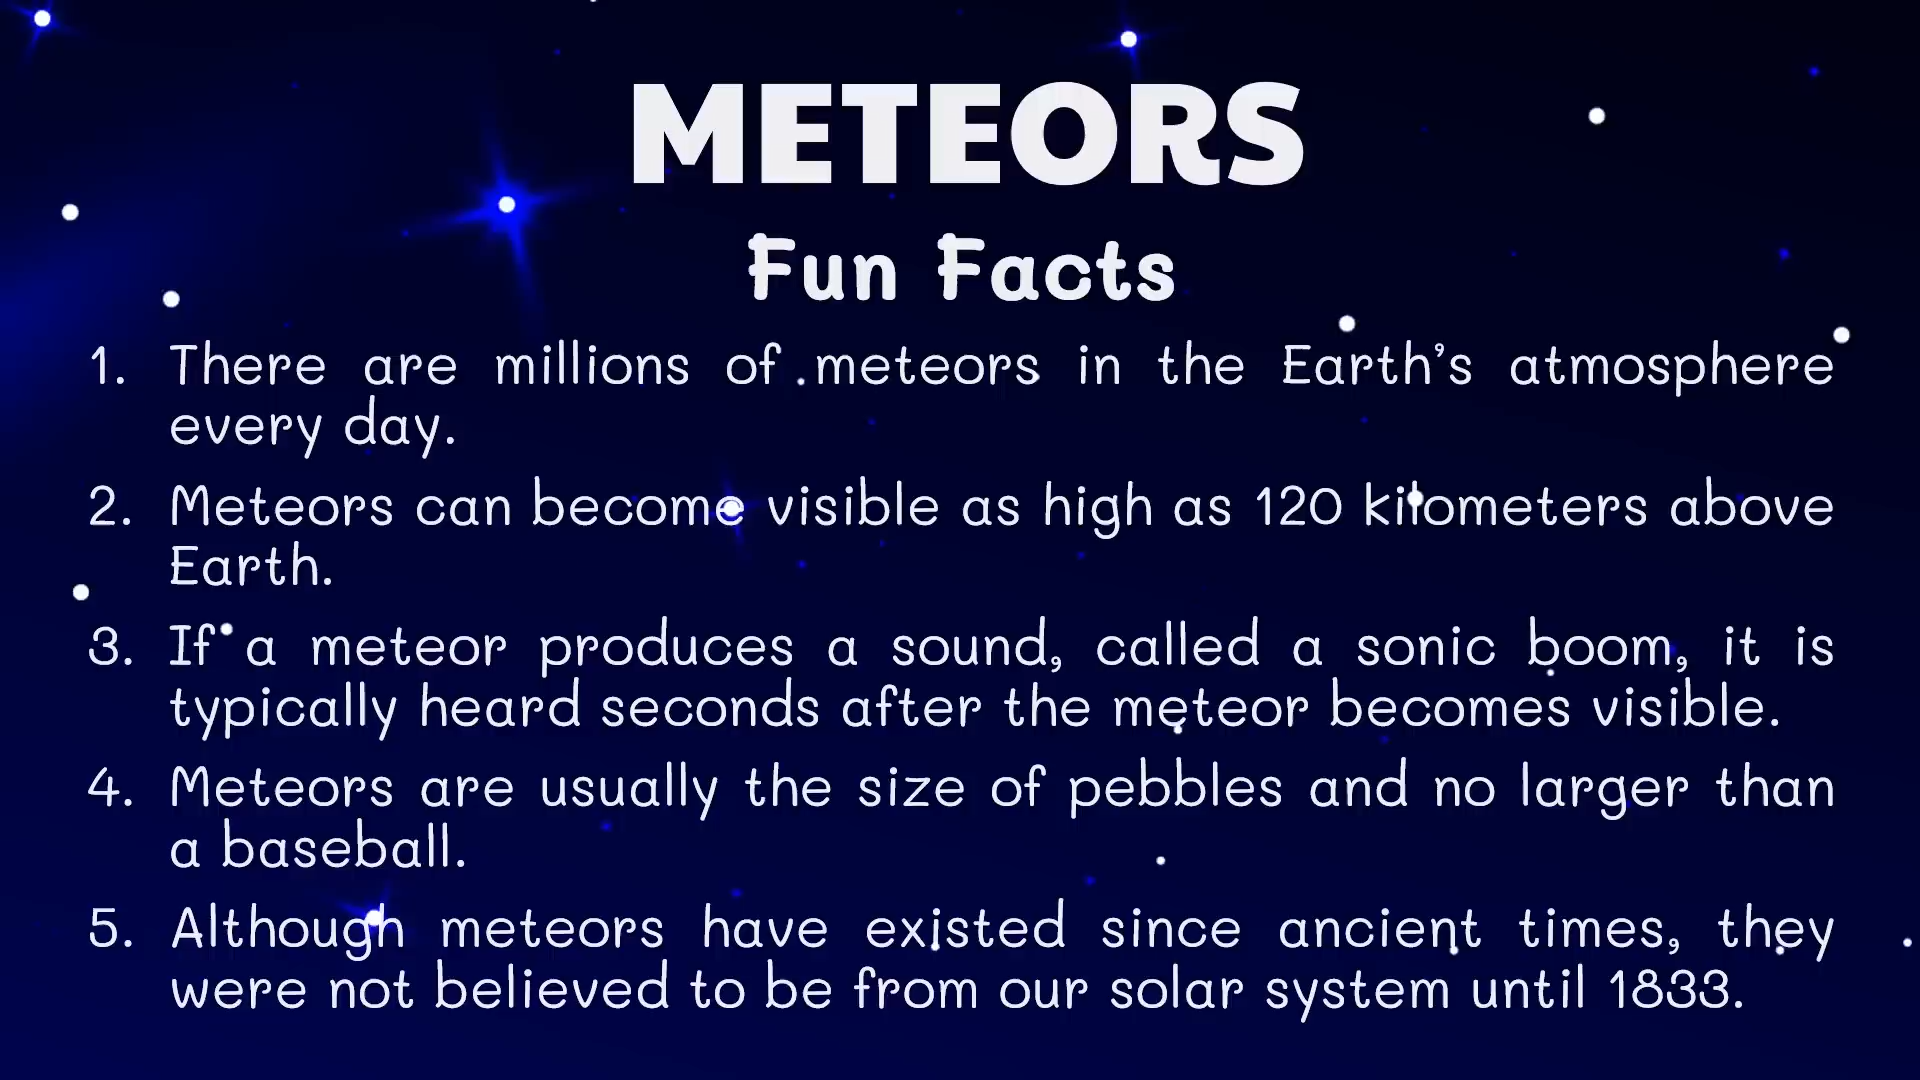 METEORS
Fun Facts
1. There are millions of meteors in the Earth’s atmosphere
every day.
2. Meteors can become visible as high as 120 kilometers above
Earth.
3. If a meteor produces a sound, called a sonic boom, it is
typically heard seconds after the meteor becomes visible.
4. Meteors are usually the size of pebbles and no larger than
a baseball.
5. Although meteors have existed since ancient times, they
were not believed to be from our solar system until 1833.